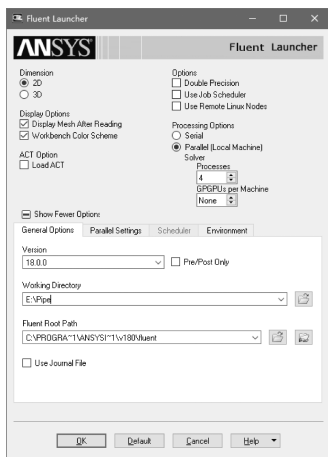 Fluent Launcher
ANSYS
Fluent Launcher
Dimension
2D
3D
Display Options
Display Mesh After Reading
Workbench Color Scheme
ACT Option
Load ACT
Options
Double Precision
Use Job Scheduler
Use Remote Linux Nodes
Processing Options
Serial
Parallel (Local Machine)
Solver
Processes
4
GPGPUs per Machine
None
Show Fewer Options
General Options Parallel Settings Scheduler Environment
Version
18.0.0
Pre/Post Only
Working Directory
E:\Pipe
Fluent Root Path
C:\PROGRA~1\ANSYSI~1\v180\fluent
Use Journal File
OK Default Cancel Help